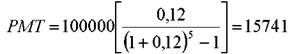 PMT = 100000 [ 0,12 / ((1 + 0,12)^5 − 1) ] = 15741